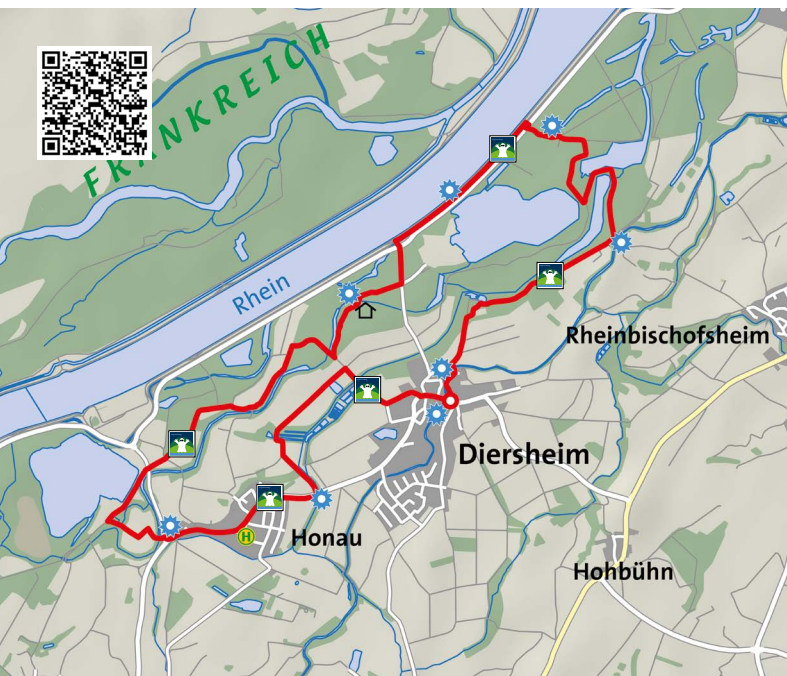 FRANKREICH
Rhein
Rheinbischofsheim
Diersheim
Honau
H
Hohbühn